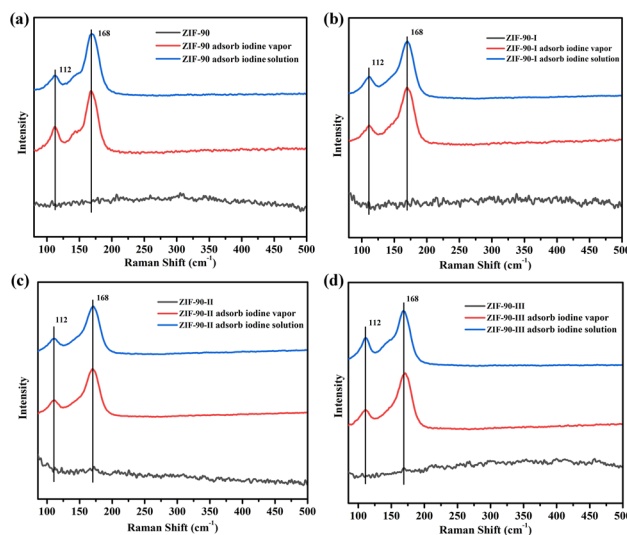 (a)
168
112
ZIF-90
ZIF-90 adsorb iodine vapor
ZIF-90 adsorb iodine solution
Intensity
100 150 200 250 300 350 400 450 500
Raman Shift (cm⁻¹)
(b)
168
112
ZIF-90-I
ZIF-90-I adsorb iodine vapor
ZIF-90-I adsorb iodine solution
Intensity
100 150 200 250 300 350 400 450 500
Raman Shift (cm⁻¹)
(c)
168
112
ZIF-90-II
ZIF-90-II adsorb iodine vapor
ZIF-90-II adsorb iodine solution
Intensity
100 150 200 250 300 350 400 450 500
Raman Shift (cm⁻¹)
(d)
168
112
ZIF-90-III
ZIF-90-III adsorb iodine vapor
ZIF-90-III adsorb iodine solution
Intensity
100 150 200 250 300 350 400 450 500
Raman Shift (cm⁻¹)